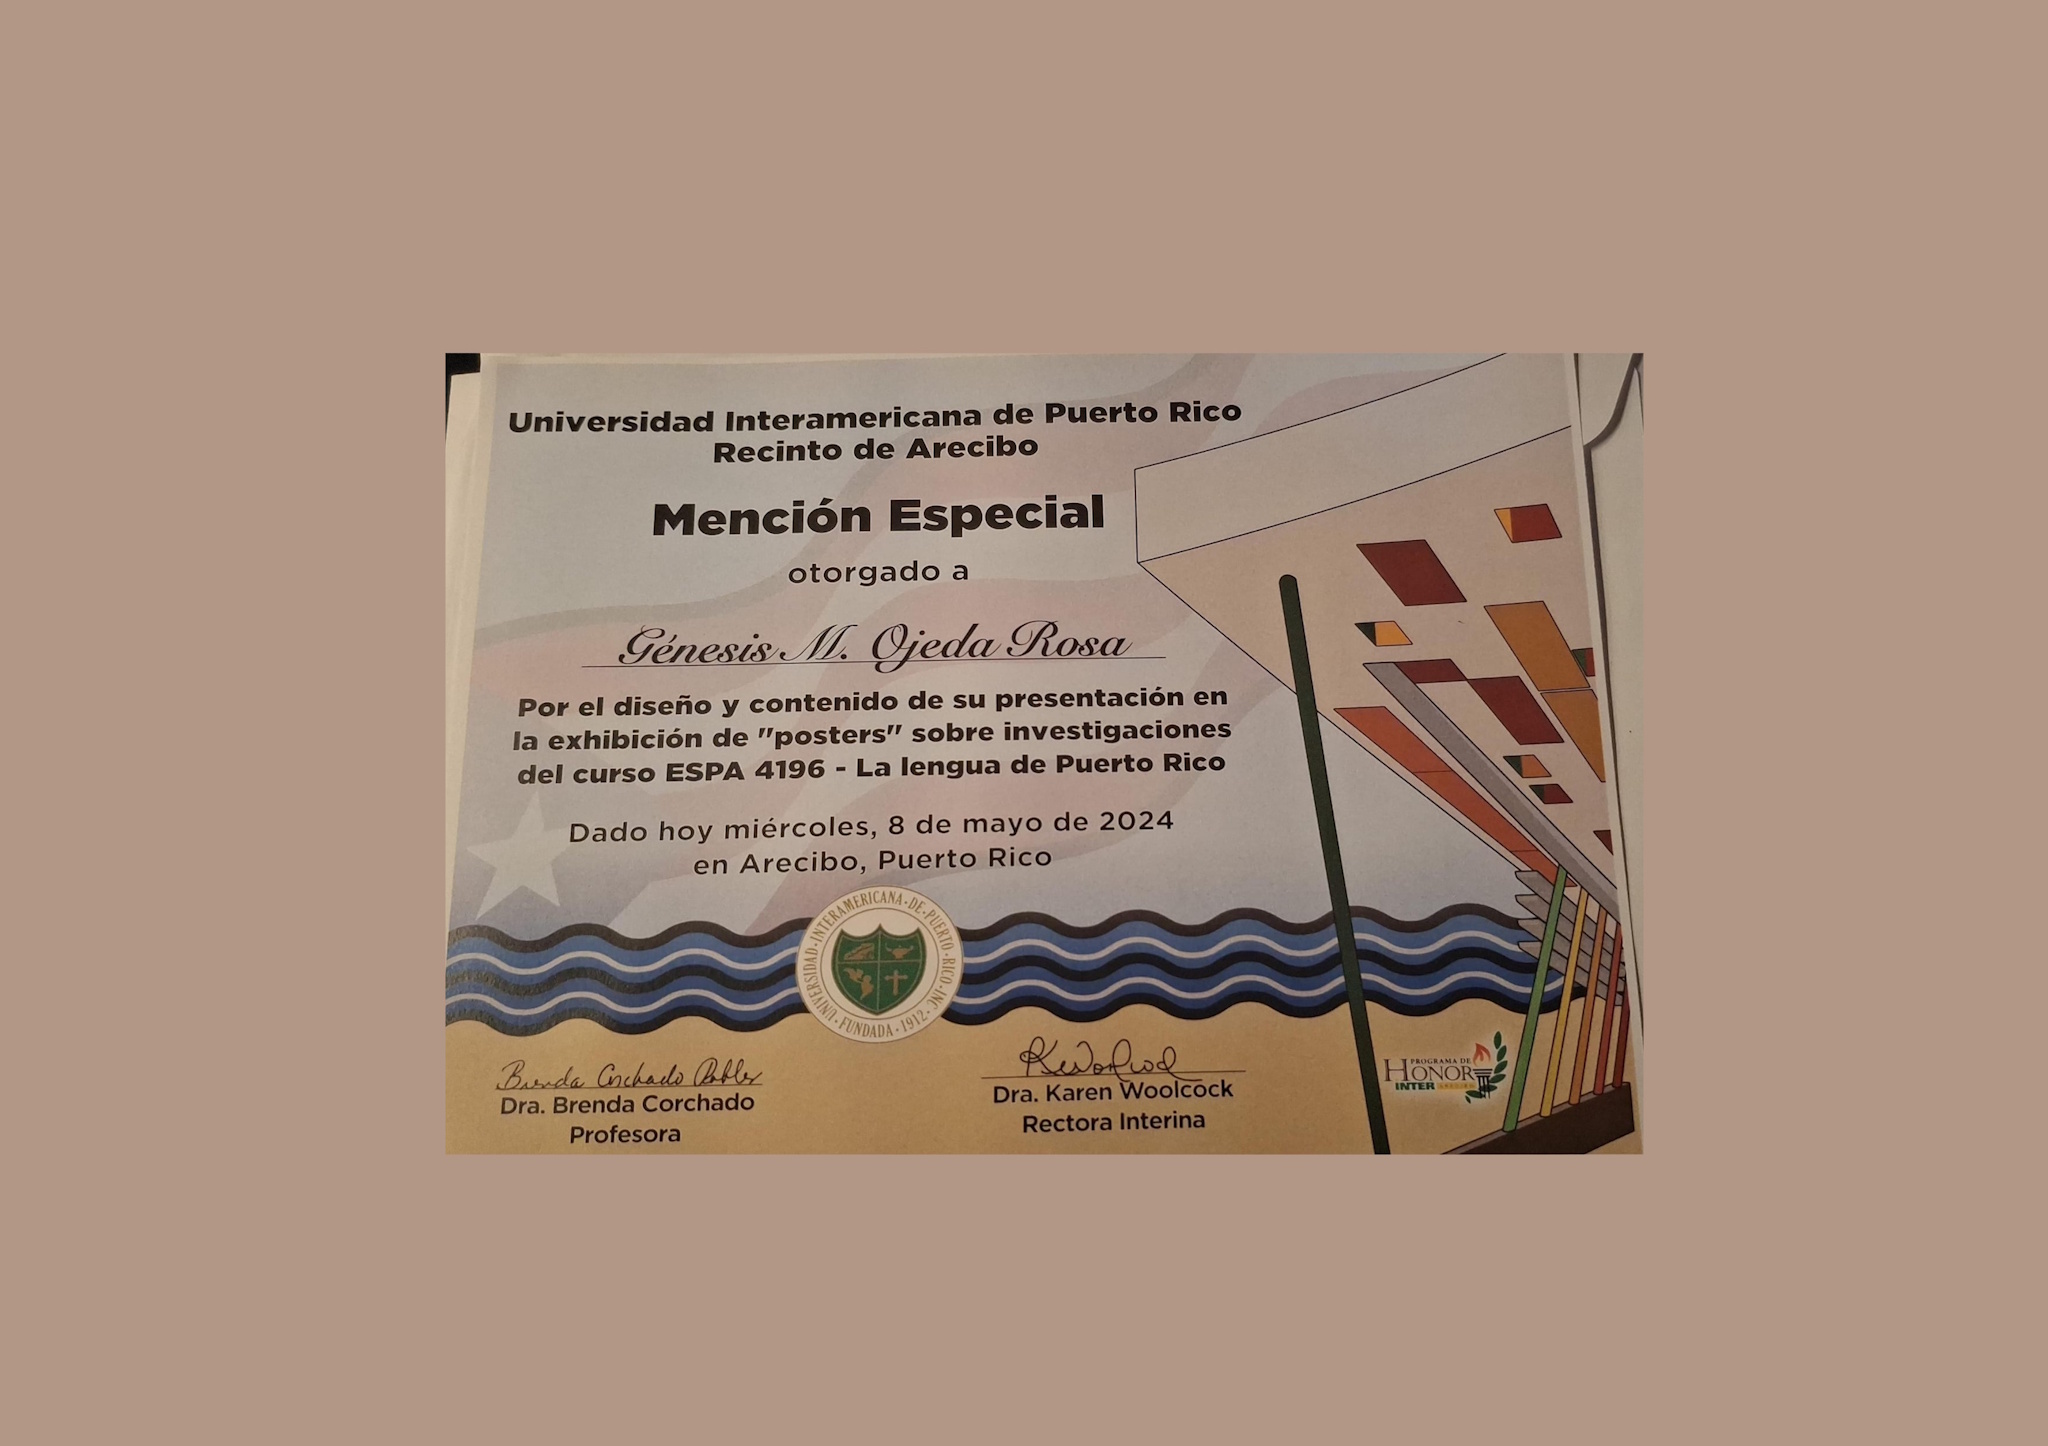 Universidad Interamericana de Puerto Rico
Recinto de Arecibo
Mención Especial
otorgado a
Génesis M. Ojeda Rosa
Por el diseño y contenido de su presentación en
la exhibición de "posters" sobre investigaciones
del curso ESPA 4196 - La lengua de Puerto Rico
Dado hoy miércoles, 8 de mayo de 2024
en Arecibo, Puerto Rico
UNIVERSIDAD · INTERAMERICANA · DE · PUERTO · RICO · INC ·
FUNDADA · 1912
Brenda Corchado Robles
Dra. Brenda Corchado
Profesora
KWoolcock
Dra. Karen Woolcock
Rectora Interina
PROGRAMA DE
HONOR
INTER